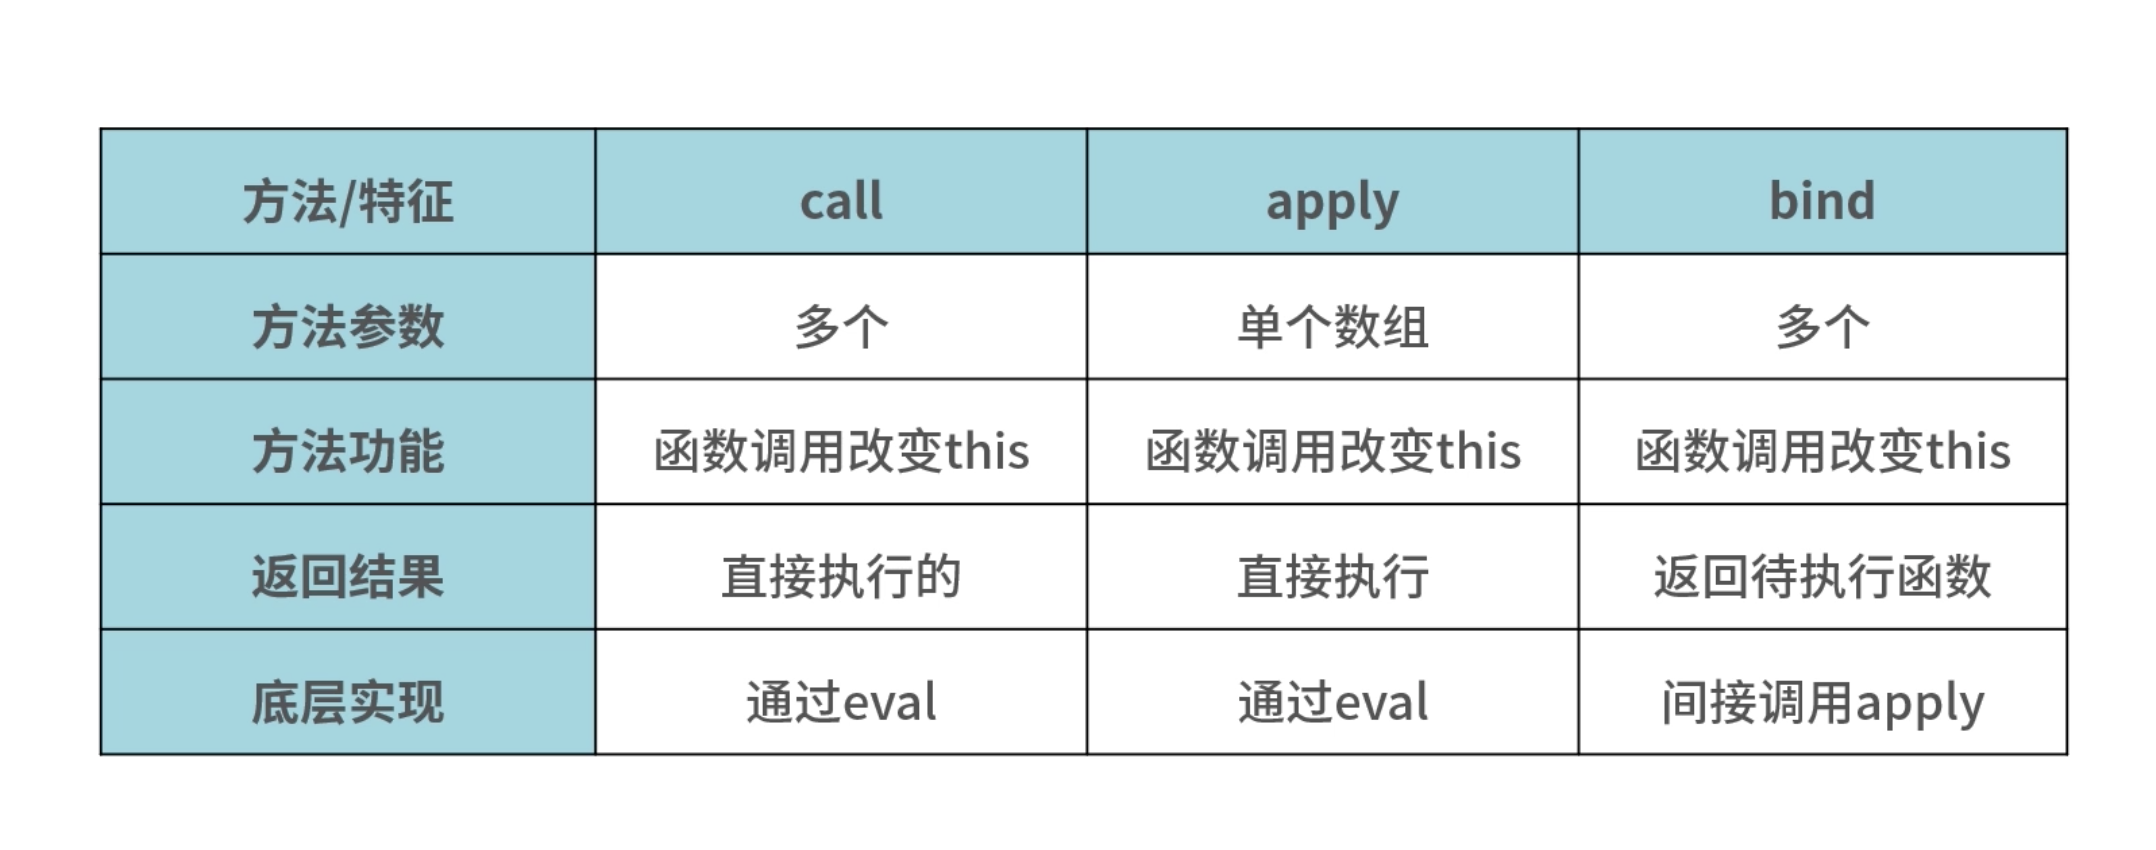 方法/特征 call apply bind
方法参数 多个 单个数组 多个
方法功能 函数调用改变this 函数调用改变this 函数调用改变this
返回结果 直接执行的 直接执行 返回待执行函数
底层实现 通过eval 通过eval 间接调用apply